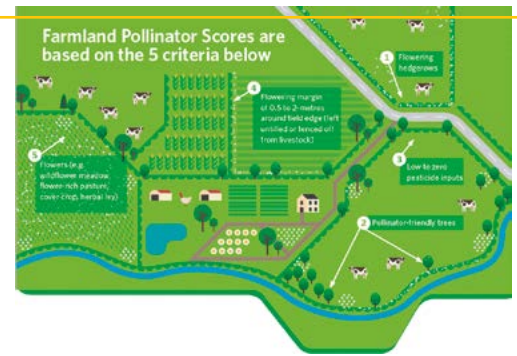 Farmland Pollinator Scores are
based on the 5 criteria below
1
Flowering
hedgerows
4
Flowering margin
of 0.5 to 2-metres
around field edge (left
untilled or fenced off
from livestock)
3
Low to zero
pesticide inputs
5
Flowers (e.g.
wildflower meadow,
flower-rich pasture,
cover crop, herbal ley)
2
Pollinator-friendly trees